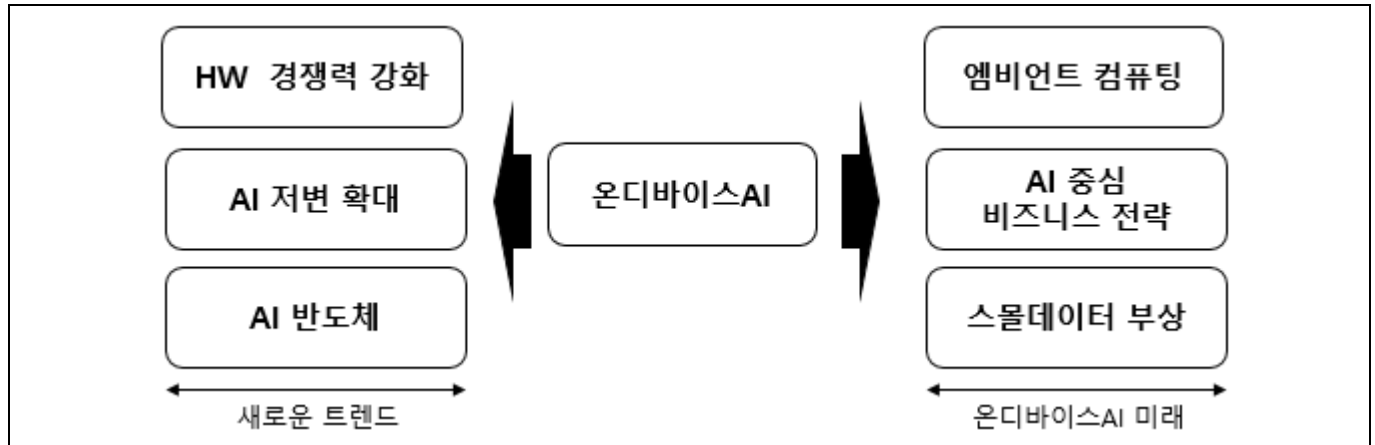 HW 경쟁력 강화
AI 저변 확대
AI 반도체
새로운 트렌드
온디바이스AI
엠비언트 컴퓨팅
AI 중심
비즈니스 전략
스몰데이터 부상
온디바이스AI 미래